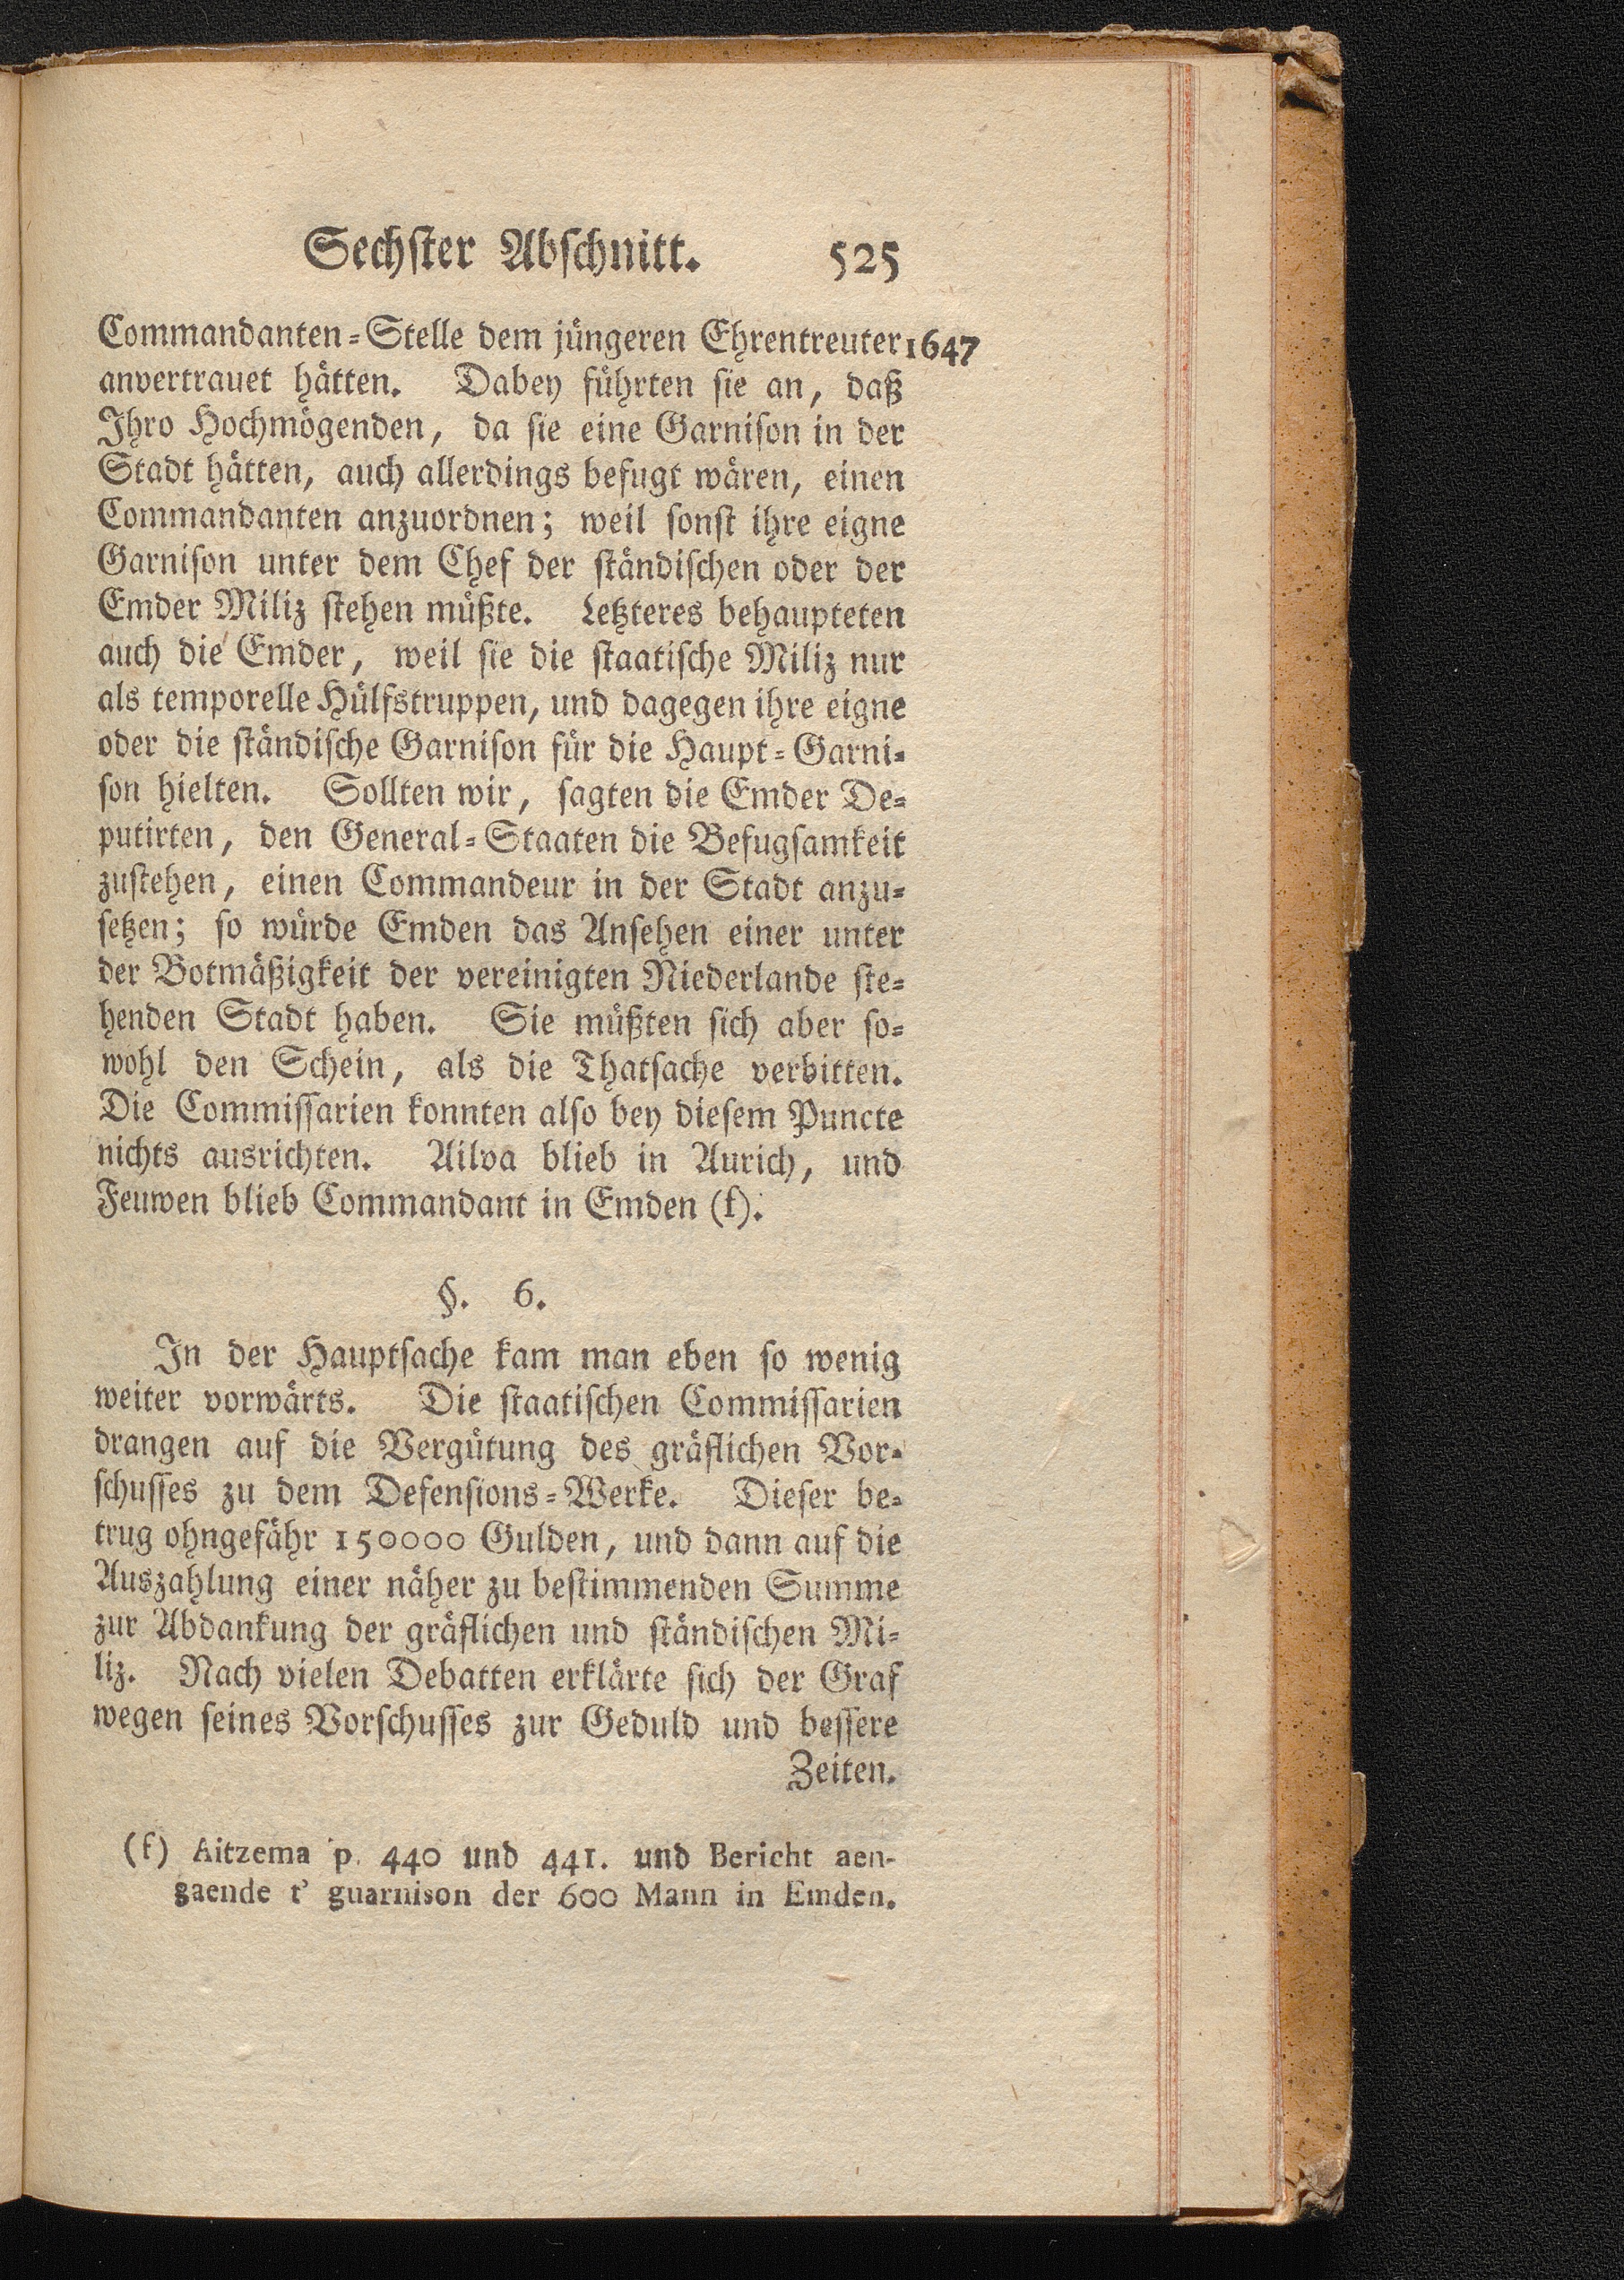 Sechster Abschnitt. 525
Commandanten-Stelle dem jüngeren Ehrentreuter 1647
anvertrauet hätten. Dabey führten sie an, daß
Ihro Hochmögenden, da sie eine Garnison in der
Stadt hätten, auch allerdings befugt wären, einen
Commandanten anzuordnen; weil sonst ihre eigne
Garnison unter dem Chef der ständischen oder der
Emder Miliz stehen müßte. Letzteres behaupteten
auch die Emder, weil sie die staatische Miliz nur
als temporelle Hülfstruppen, und dagegen ihre eigne
oder die ständische Garnison für die Haupt-Garni-
son hielten. Sollten wir, sagten die Emder De-
putirten, den General-Staaten die Befugsamkeit
zustehen, einen Commandeur in der Stadt anzu-
setzen; so würde Emden das Ansehen einer unter
der Botmäßigkeit der vereinigten Niederlande ste-
henden Stadt haben. Sie müßten sich aber so-
wohl den Schein, als die Thatsache verbitten.
Die Commissarien konnten also bey diesem Puncte
nichts ausrichten. Ailva blieb in Aurich, und
Feuwen blieb Commandant in Emden (k).
§. 6.
In der Hauptsache kam man eben so wenig
weiter vorwärts. Die staatischen Commissarien
drangen auf die Vergütung des gräflichen Vor-
schusses zu dem Defensions-Werke. Dieser be-
trug ohngefähr 150000 Gulden, und dann auf die
Auszahlung einer näher zu bestimmenden Summe
zur Abdankung der gräflichen und ständischen Mi-
liz. Nach vielen Debatten erklärte sich der Graf
wegen seines Vorschusses zur Geduld und bessere
Zeiten.
(k) Aitzema p. 440 und 441. und Bericht aen-
gaende t' guarnison der 600 Mann in Emden.